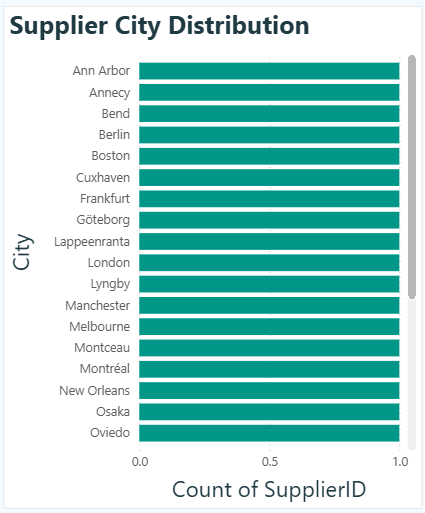 Supplier City Distribution
Ann Arbor
Annecy
Bend
Berlin
Boston
Cuxhaven
Frankfurt
Göteborg
Lappeenranta
London
Lyngby
Manchester
Melbourne
Montceau
Montréal
New Orleans
Osaka
Oviedo
City
0.0 0.5 1.0
Count of SupplierID